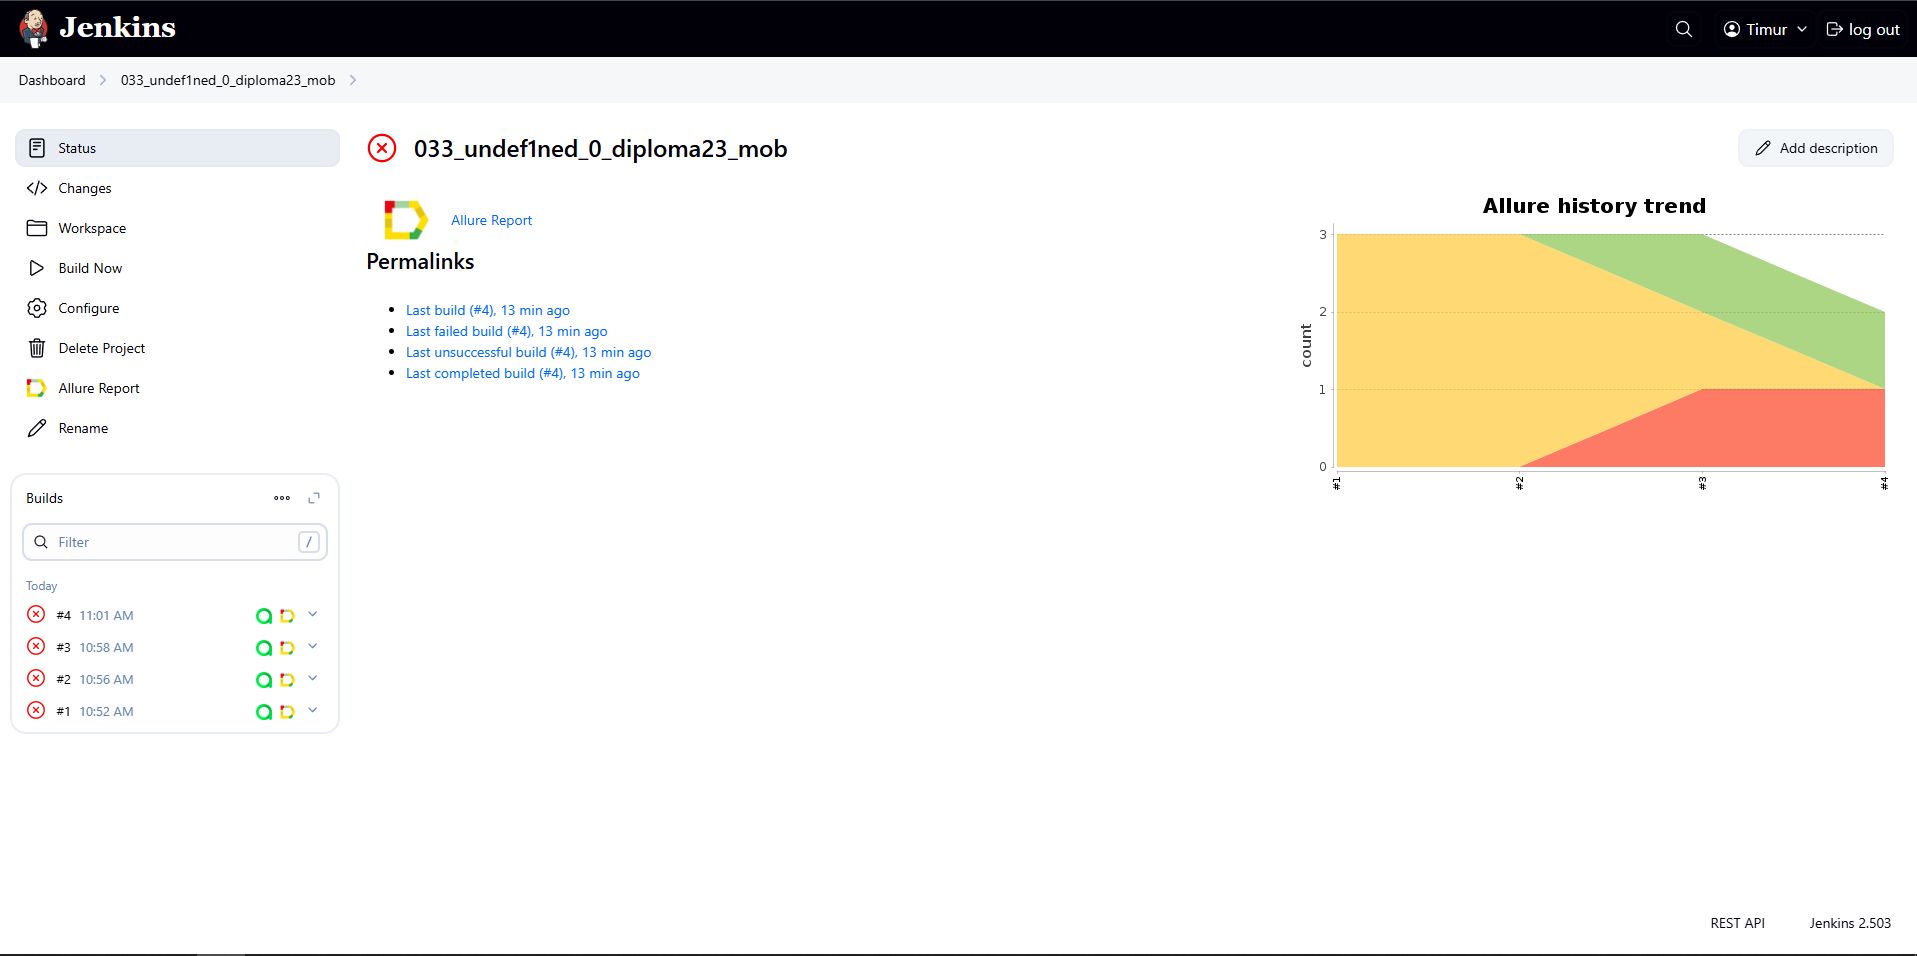 Jenkins
Timur
log out
Dashboard
033_undef1ned_0_diploma23_mob
Status
Changes
Workspace
Build Now
Configure
Delete Project
Allure Report
Rename
Builds
Filter
/
Today
#4 11:01 AM
#3 10:58 AM
#2 10:56 AM
#1 10:52 AM
033_undef1ned_0_diploma23_mob
Add description
Allure Report
Permalinks
Last build (#4), 13 min ago
Last failed build (#4), 13 min ago
Last unsuccessful build (#4), 13 min ago
Last completed build (#4), 13 min ago
Allure history trend
count
3
2
1
0
#1
#2
#3
#4
REST API
Jenkins 2.503